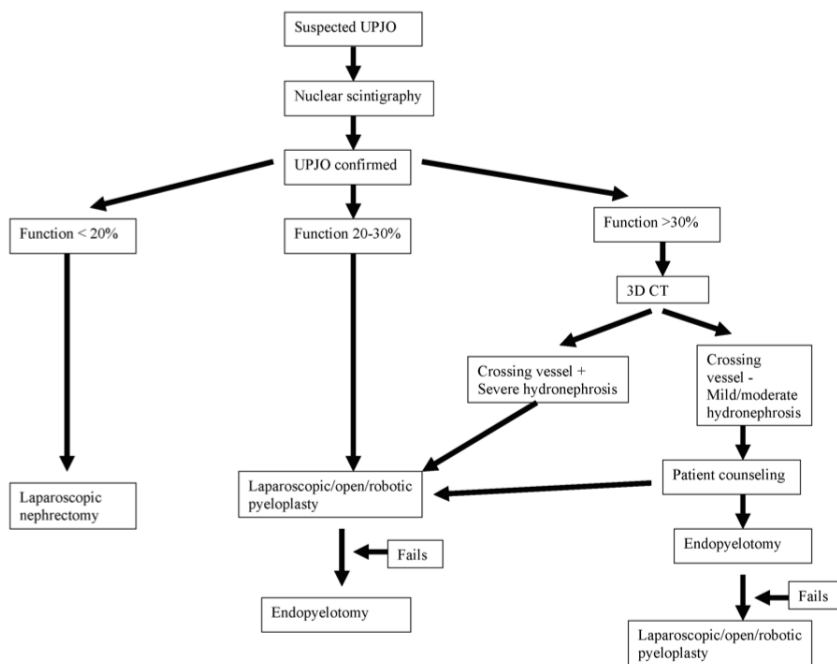 Suspected UPJO
Nuclear scintigraphy
UPJO confirmed
Function < 20%
Function 20-30%
Function >30%
3D CT
Crossing vessel +
Severe hydronephrosis
Crossing
vessel -
Mild/moderate
hydronephrosis
Laparoscopic
nephrectomy
Laparoscopic/open/robotic
pyeloplasty
Patient counseling
Fails
Endopyelotomy
Endopyelotomy
Fails
Laparoscopic/open/robotic
pyeloplasty